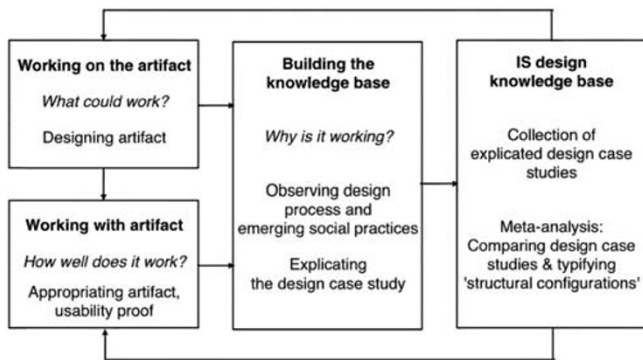 Working on the artifact
What could work?
Designing artifact
Working with artifact
How well does it work?
Appropriating artifact,
usability proof
Building the
knowledge base
Why is it working?
Observing design
process and
emerging social practices
Explicating
the design case study
IS design
knowledge base
Collection of
explicated design case
studies
Meta-analysis:
Comparing design case
studies & typifying
'structural configurations'